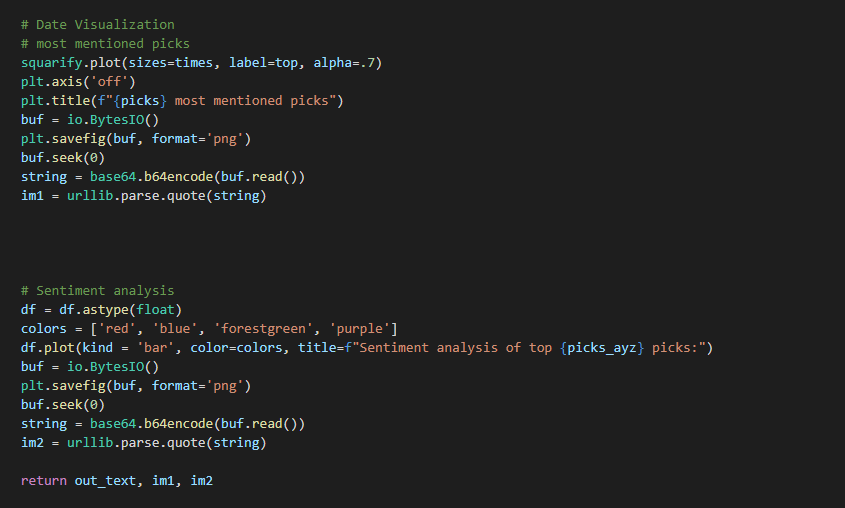 # Date Visualization
# most mentioned picks
squarify.plot(sizes=times, label=top, alpha=.7)
plt.axis('off')
plt.title(f"{picks} most mentioned picks")
buf = io.BytesIO()
plt.savefig(buf, format='png')
buf.seek(0)
string = base64.b64encode(buf.read())
im1 = urllib.parse.quote(string)
# Sentiment analysis
df = df.astype(float)
colors = ['red', 'blue', 'forestgreen', 'purple']
df.plot(kind = 'bar', color=colors, title=f"Sentiment analysis of top {picks_ayz} picks:")
buf = io.BytesIO()
plt.savefig(buf, format='png')
buf.seek(0)
string = base64.b64encode(buf.read())
im2 = urllib.parse.quote(string)
return out_text, im1, im2